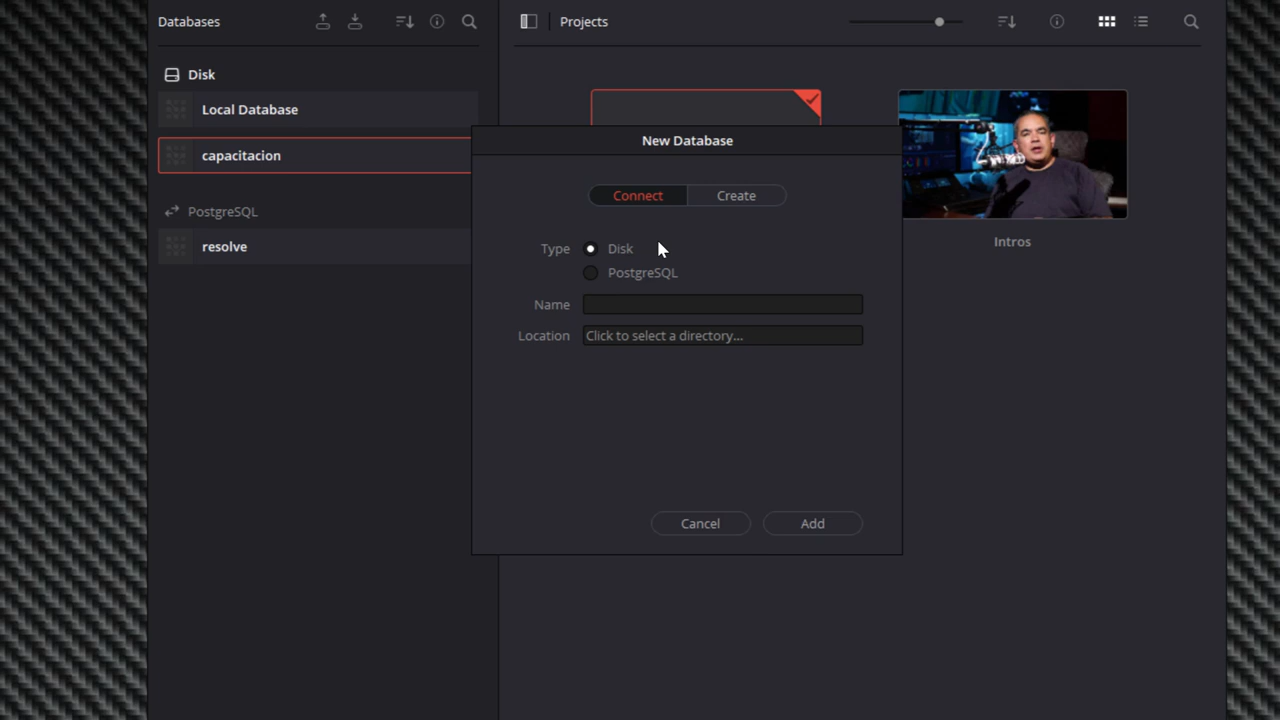 Databases
Projects
Disk
Local Database
capacitacion
PostgreSQL
resolve
New Database
Connect
Create
Type
Disk
PostgreSQL
Name
Location
Click to select a directory...
Cancel
Add
Intros